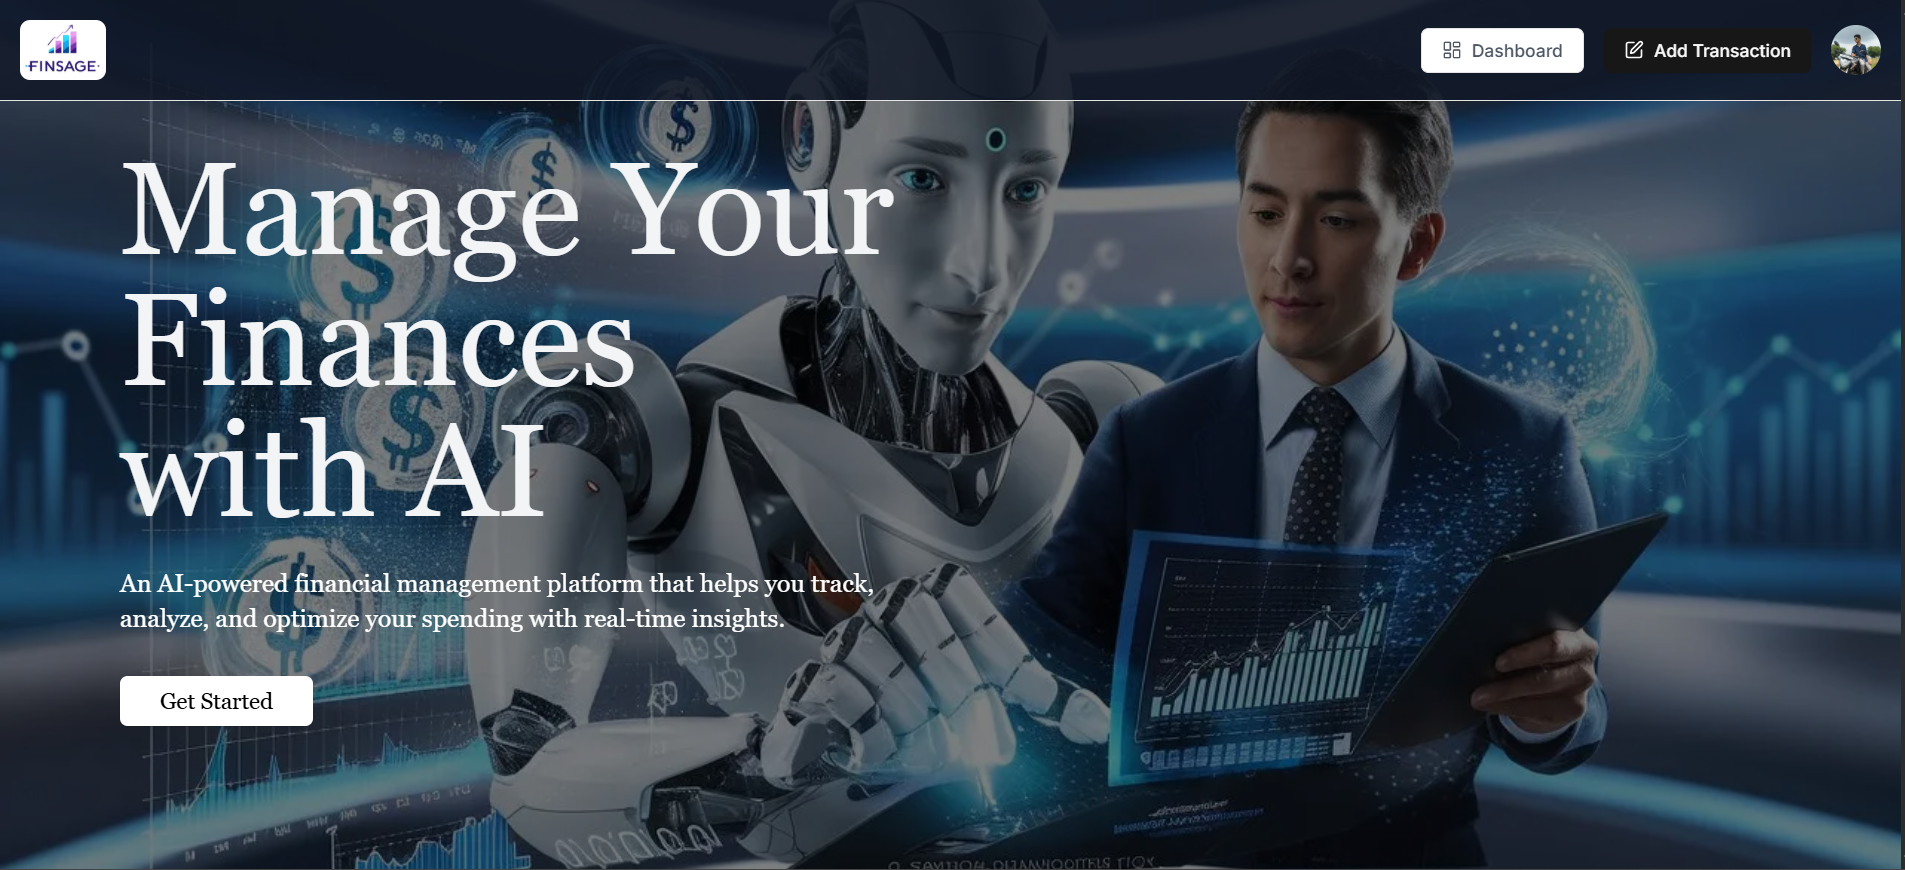 FINSAGE
Dashboard
Add Transaction
Manage Your
Finances
with AI
An AI-powered financial management platform that helps you track,
analyze, and optimize your spending with real-time insights.
Get Started